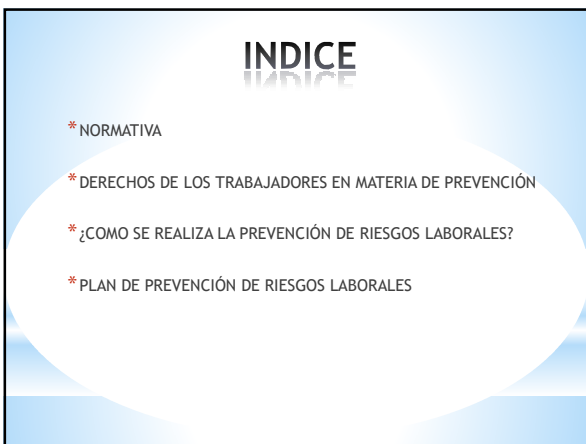 INDICE
* NORMATIVA
* DERECHOS DE LOS TRABAJADORES EN MATERIA DE PREVENCIÓN
* ¿COMO SE REALIZA LA PREVENCIÓN DE RIESGOS LABORALES?
* PLAN DE PREVENCIÓN DE RIESGOS LABORALES